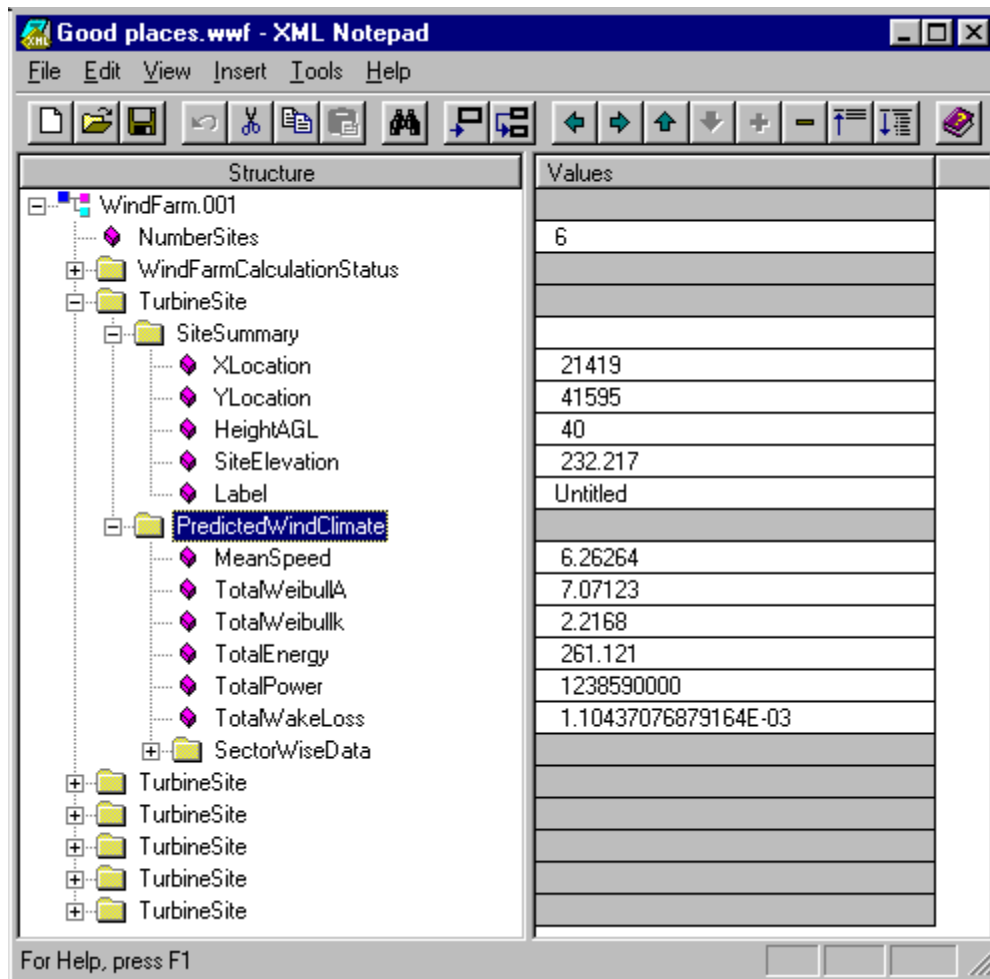 Good places.wwf - XML Notepad
File Edit View Insert Tools Help
Structure Values
WindFarm.001
NumberSites 6
WindFarmCalculationStatus
TurbineSite
SiteSummary
XLocation 21419
YLocation 41595
HeightAGL 40
SiteElevation 232.217
Label Untitled
PredictedWindClimate
MeanSpeed 6.26264
TotalWeibullA 7.07123
TotalWeibullk 2.2168
TotalEnergy 261.121
TotalPower 1238590000
TotalWakeLoss 1.10437076879164E-03
SectorWiseData
TurbineSite
TurbineSite
TurbineSite
TurbineSite
TurbineSite
For Help, press F1